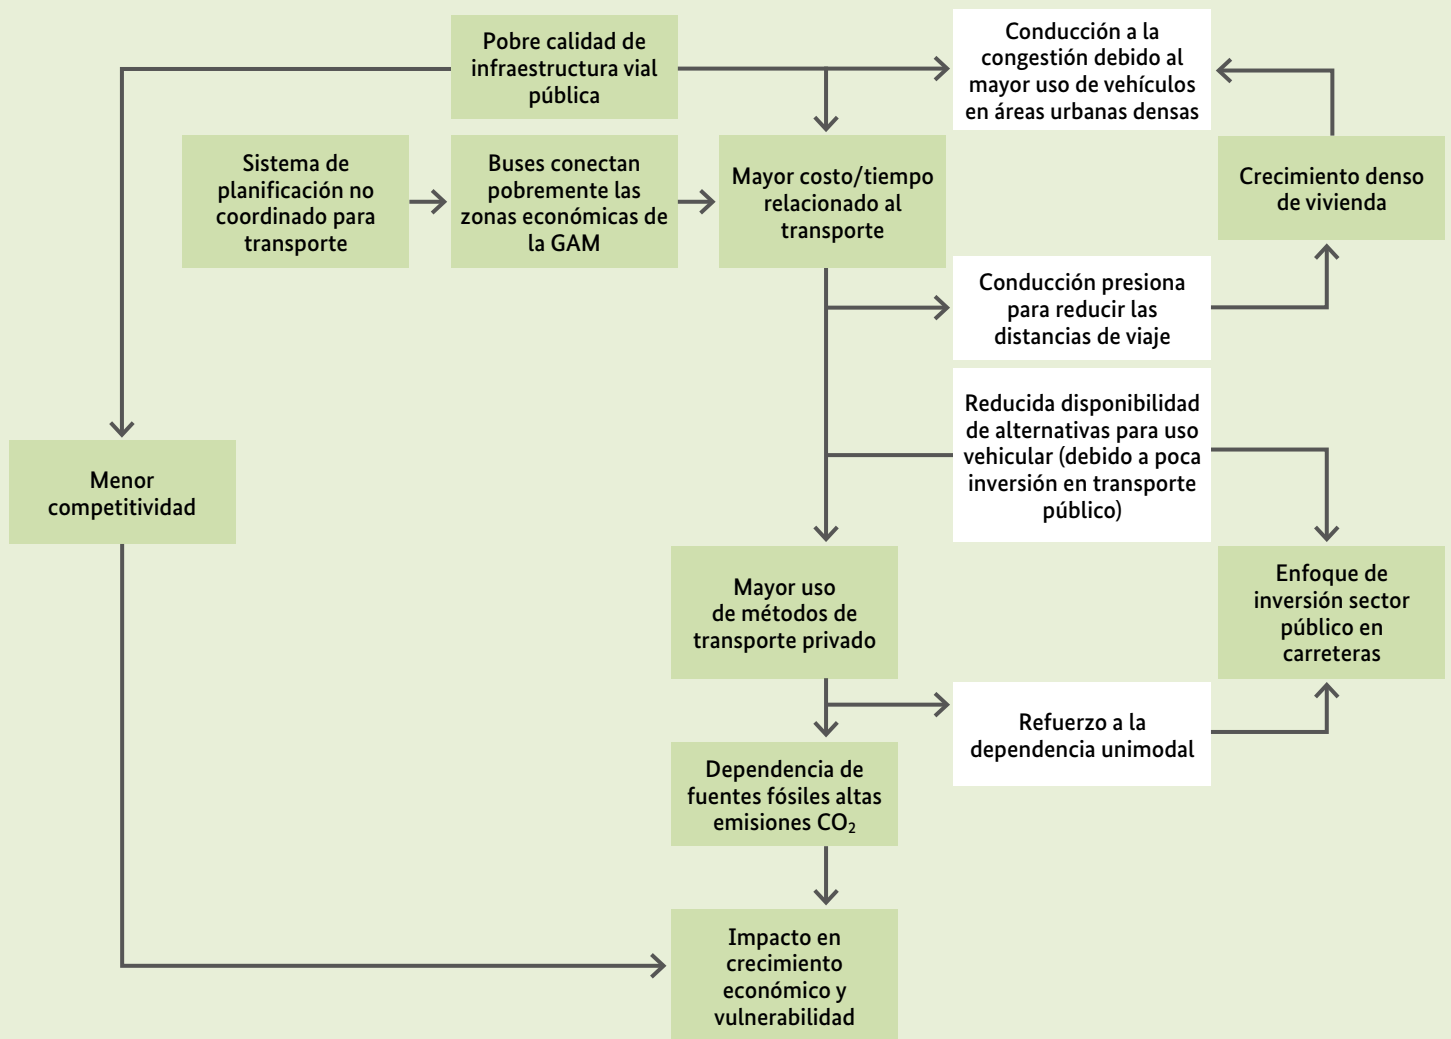 Pobre calidad de
infraestructura vial
pública
Conducción a la
congestión debido al
mayor uso de vehículos
en áreas urbanas densas
Sistema de
planificación no
coordinado para
transporte
Buses conectan
pobremente las
zonas económicas de
la GAM
Mayor costo/tiempo
relacionado al
transporte
Crecimiento denso
de vivienda
Conducción presiona
para reducir las
distancias de viaje
Reducida disponibilidad
de alternativas para uso
vehicular (debido a poca
inversión en transporte
público)
Menor
competitividad
Mayor uso
de métodos de
transporte privado
Enfoque de
inversión sector
público en
carreteras
Refuerzo a la
dependencia unimodal
Dependencia de
fuentes fósiles altas
emisiones CO₂
Impacto en
crecimiento
económico y
vulnerabilidad